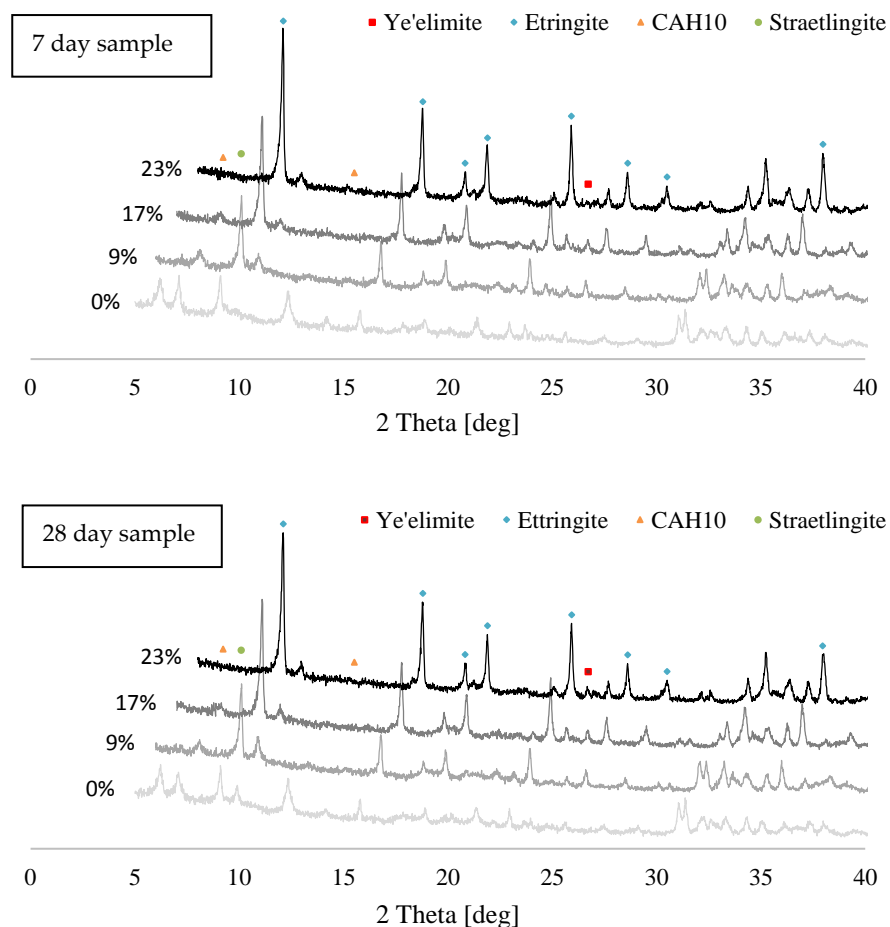 7 day sample
Ye'elimite Etringite CAH10 Straetlingite
23%
17%
9%
0%
0 5 10 15 20 25 30 35 40
2 Theta [deg]
28 day sample
Ye'elimite Ettringite CAH10 Straetlingite
23%
17%
9%
0%
0 5 10 15 20 25 30 35 40
2 Theta [deg]